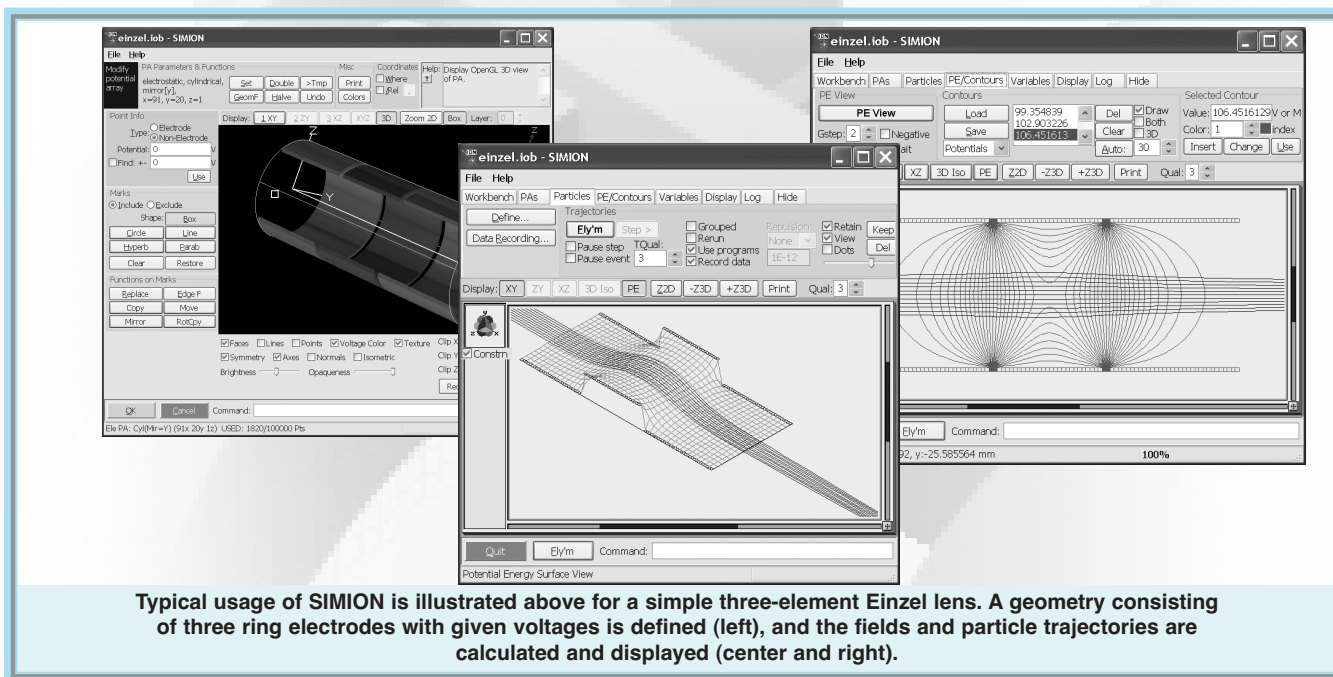 einzel.iob - SIMION
File Help
Modify potential array
PA Parameters & Functions
electrostatic, cylindrical,
mirror[y],
x=91, y=20, z=1
Set Double >Tmp
GeomF Halve Undo
Misc
Print
Colors
Coordinates
Where
Rel
Help: Display OpenGL 3D view of PA.
?
Point Info
Type: Electrode
Non-Electrode
Potential: 0 V
Find: +- 0 V
Use
Marks
Include Exclude
Shape: Box
Circle Line
Hyperb Parab
Clear Restore
Functions on Marks
Replace Edge F
Copy Move
Mirror RotCpy
Display: 1 XY 2 ZY 3 XZ XYZ 3D Zoom 2D Box Layer: 0
Z
Y
Faces Lines Points Voltage Color Texture Clip X
Symmetry Axes Normals Isometric Clip Y
Brightness Opaqueness Clip Z
OK Cancel Command:
Ele PA: Cyl(Mir=Y) (91x 20y 1z) USED: 1820/100000 Pts
einzel.iob - SIMION
File Help
Workbench PAs Particles PE/Contours Variables Display Log Hide
Define...
Data Recording...
Trajectories
Fly'm Step >
Pause step
Pause event
TQual:
3
Grouped
Rerun
Use programs
Record data
Repulsion:
None
1E-12
Retain
View
Dots
Keep
Del
Display: XY ZY XZ 3D Iso PE Z2D -Z3D +Z3D Print Qual: 3
y
z x
Constrn
Quit Fly'm Command:
Potential Energy Surface View
einzel.iob - SIMION
File Help
Workbench PAs Particles PE/Contours Variables Display Log Hide
PE View
PE View
Gstep: 2 Negative
Contours
Load
Save
Potentials
99.354839
102.903226
106.451613
Del
Clear
Auto: 30
Draw
Both
3D
Selected Contour
Value: 106.4516129 V or M
Color: 1 index
Insert Change Use
XZ 3D Iso PE Z2D -Z3D +Z3D Print Qual: 3
Fly'm Command:
92, y:-25.585564 mm 100%
Typical usage of SIMION is illustrated above for a simple three-element Einzel lens. A geometry consisting
of three ring electrodes with given voltages is defined (left), and the fields and particle trajectories are
calculated and displayed (center and right).